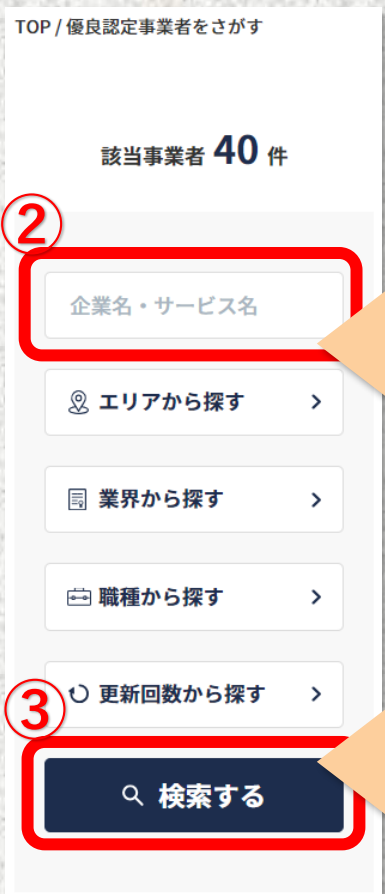 TOP / 優良認定事業者をさがす
該当事業者 40 件
②
企業名・サービス名
エリアから探す
業界から探す
職種から探す
更新回数から探す
③
検索する